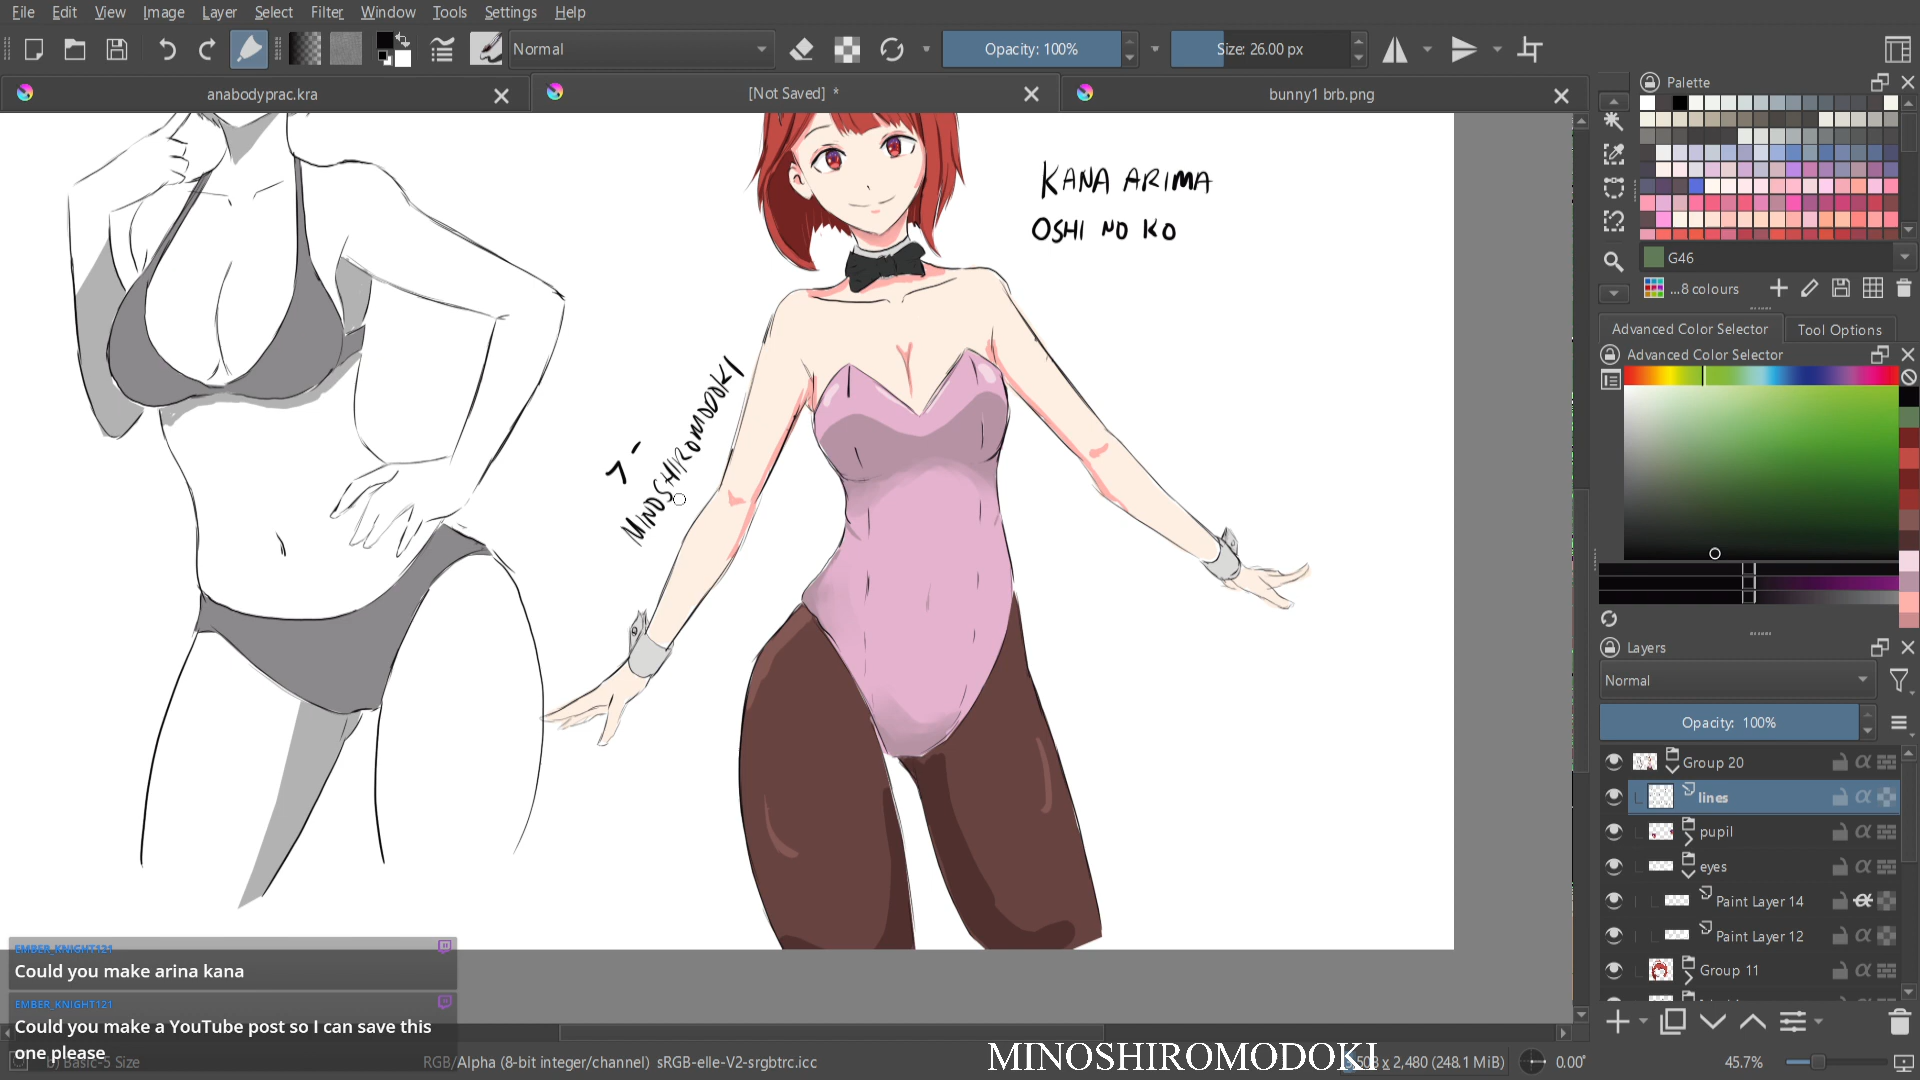 File Edit View Image Layer Select Filter Window Tools Settings Help
Normal
Opacity: 100%
Size: 26.00 px
anabodyprac.kra
[Not Saved] *
bunny1 brb.png
Palette
G46
...8 colours
Advanced Color Selector
Tool Options
Advanced Color Selector
Layers
Normal
Opacity: 100%
Group 20
lines
pupil
eyes
Paint Layer 14
Paint Layer 12
Group 11
KANA ARIMA
OSHI NO KO
MINOSHIROMODOKI
EMBER_KNIGHT121
Could you make arina kana
EMBER_KNIGHT121
Could you make a YouTube post so I can save this
one please
b) Basic-5 Size
RGB/Alpha (8-bit integer/channel) sRGB-elle-V2-srgbtrc.icc
MINOSHIROMODOKI
x 2,480 (248.1 MiB)
0.00°
45.7%